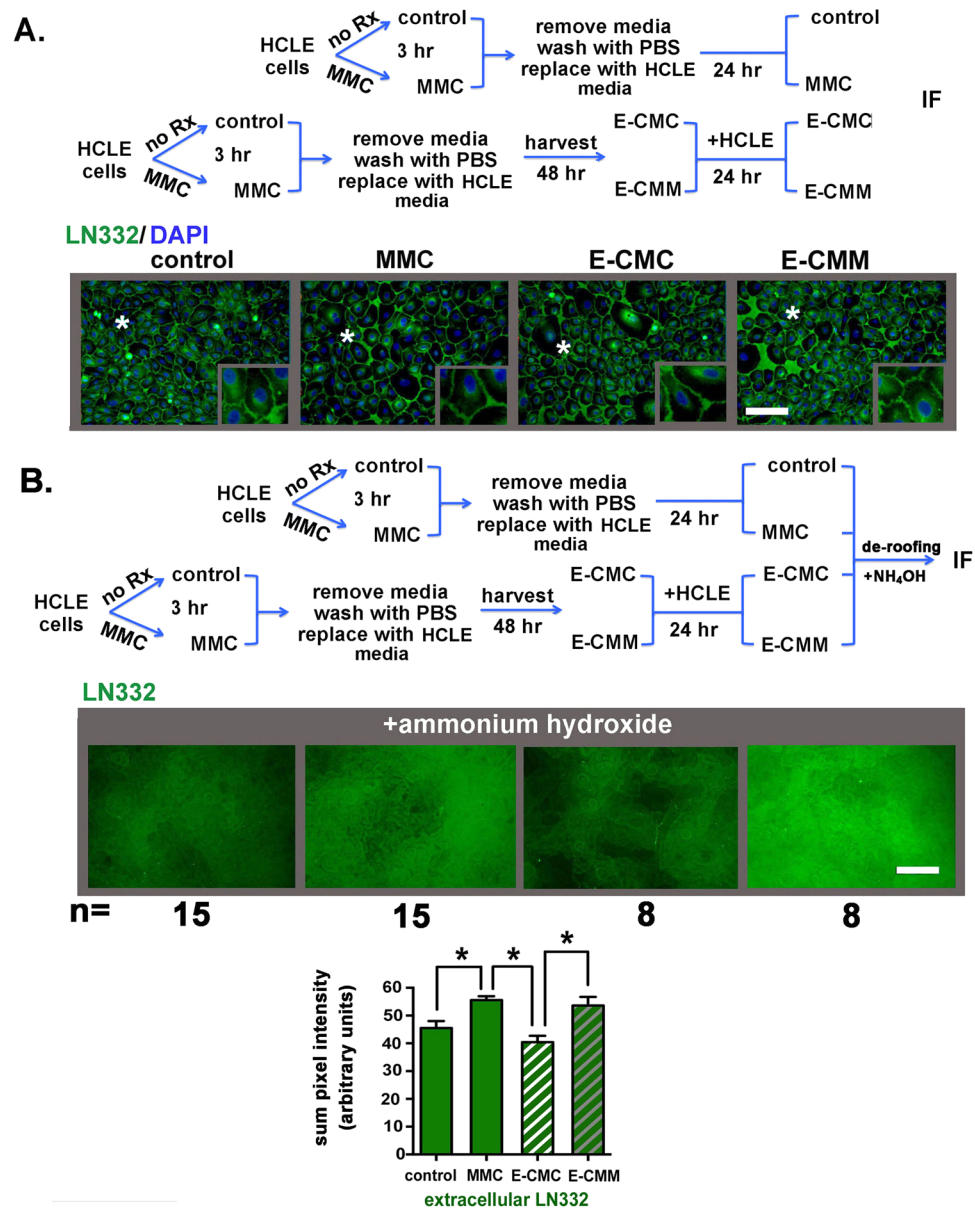 A.
HCLE
cells
no Rx
MMC
control
3 hr
MMC
remove media
wash with PBS
replace with HCLE
media
24 hr
control
MMC
IF
HCLE
cells
no Rx
MMC
control
3 hr
MMC
remove media
wash with PBS
replace with HCLE
media
harvest
48 hr
E-CMC
E-CMM
+HCLE
24 hr
E-CMC
E-CMM
LN332/DAPI
control MMC E-CMC E-CMM
*
*
*
*
B.
HCLE
cells
no Rx
MMC
control
3 hr
MMC
remove media
wash with PBS
replace with HCLE
media
24 hr
control
MMC
de-roofing
+NH₄OH
IF
HCLE
cells
no Rx
MMC
control
3 hr
MMC
remove media
wash with PBS
replace with HCLE
media
harvest
48 hr
E-CMC
E-CMM
+HCLE
24 hr
E-CMC
E-CMM
LN332
+ammonium hydroxide
n= 15 15 8 8
* * *
sum pixel intensity
(arbitrary units)
60
50
40
30
20
10
0
control MMC E-CMC E-CMM
extracellular LN332